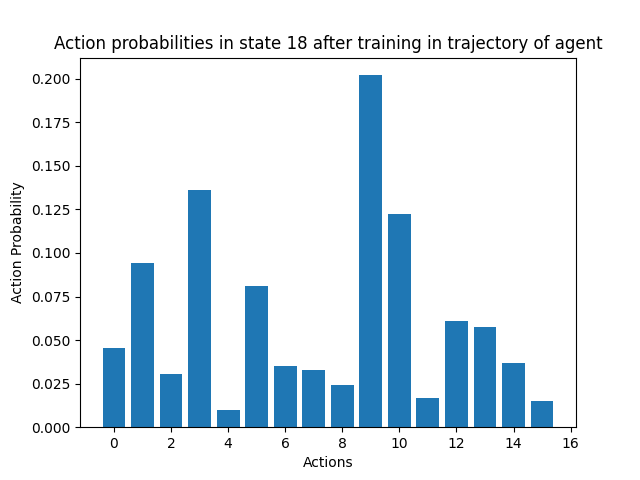 Action probabilities in state 18 after training in trajectory of agent
0.200
0.175
0.150
0.125
0.100
0.075
0.050
0.025
0.000
Action Probability
0 2 4 6 8 10 12 14 16
Actions